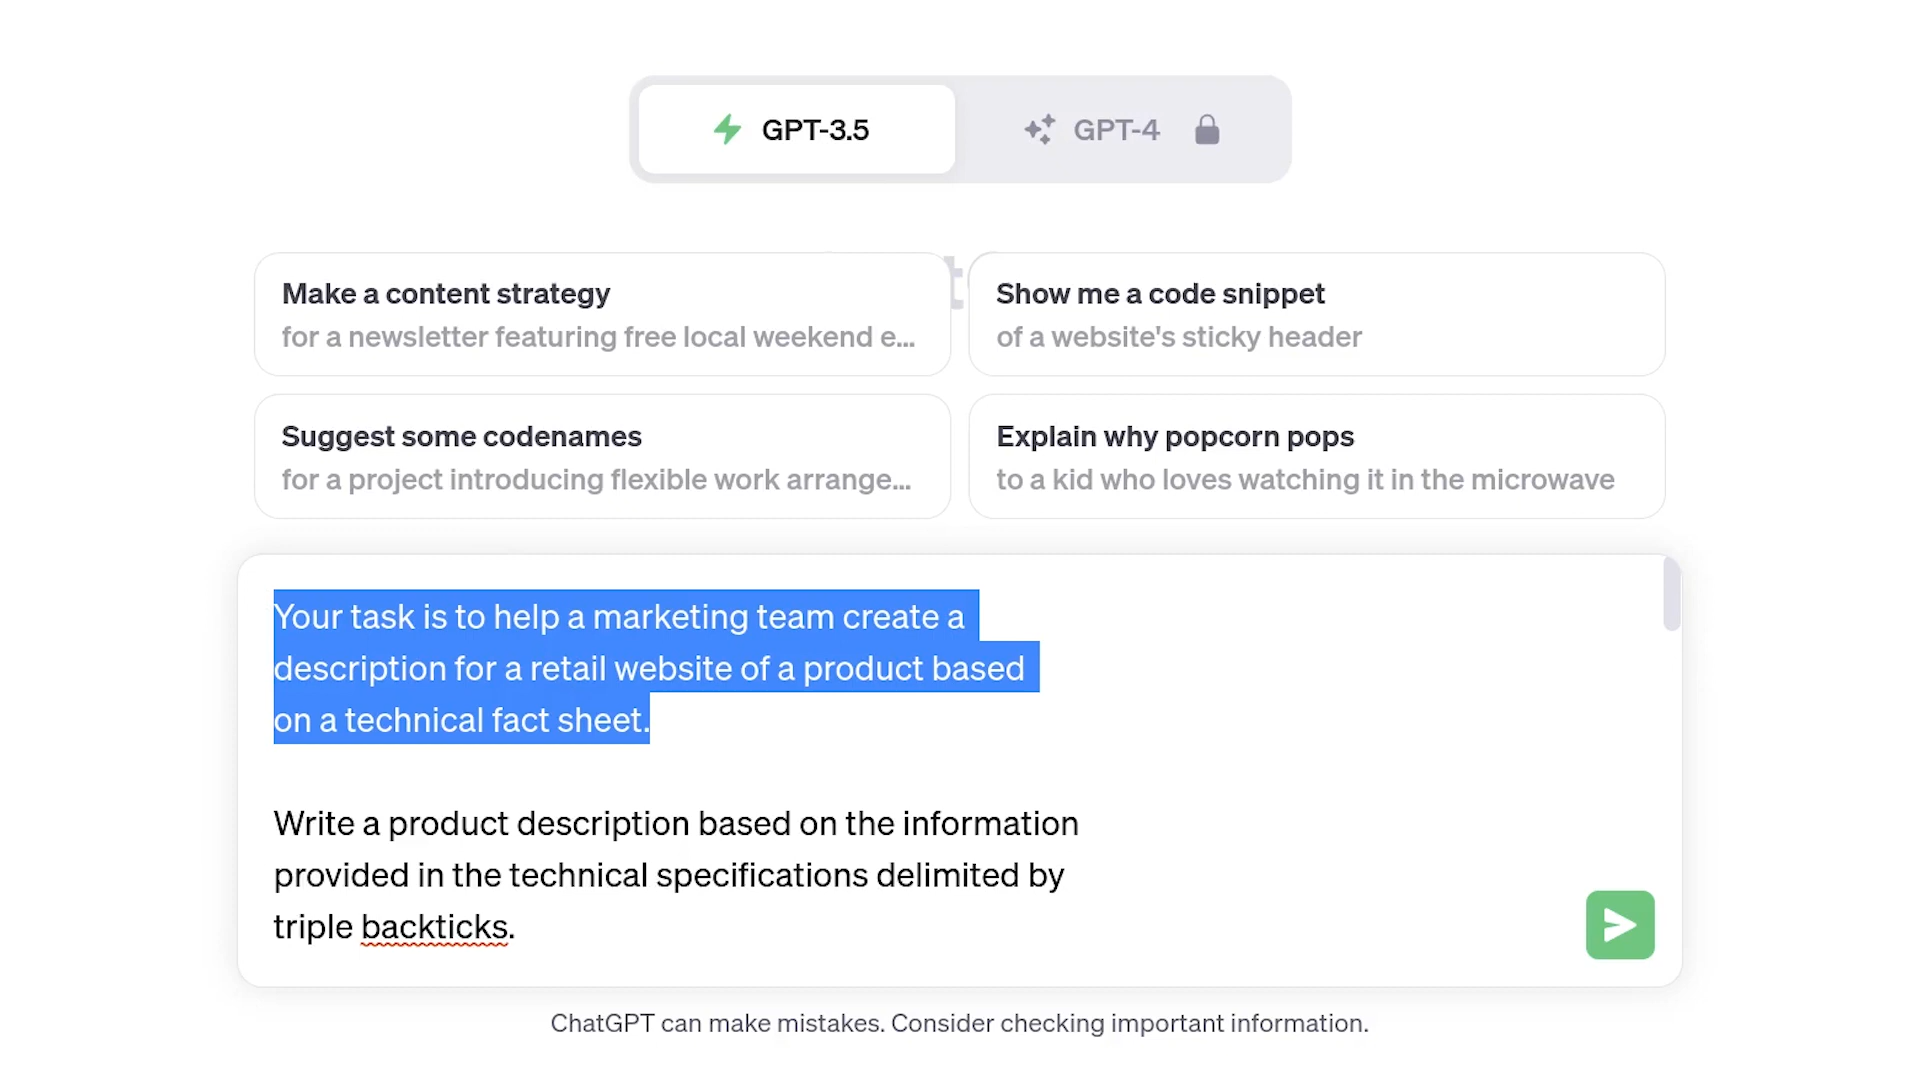 GPT-3.5
GPT-4
Make a content strategy
for a newsletter featuring free local weekend e...
Show me a code snippet
of a website's sticky header
Suggest some codenames
for a project introducing flexible work arrange...
Explain why popcorn pops
to a kid who loves watching it in the microwave
Your task is to help a marketing team create a
description for a retail website of a product based
on a technical fact sheet.
Write a product description based on the information
provided in the technical specifications delimited by
triple backticks.
ChatGPT can make mistakes. Consider checking important information.